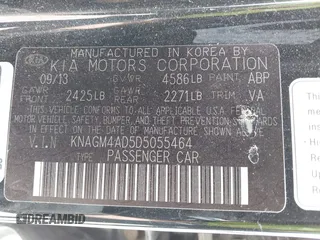 MANUFACTURED IN KOREA BY
KIA MOTORS CORPORATION
09/13 GVWR 4586LB PAINT ABP
GAWR FRONT 2425LB GAWR REAR 2271LB TRIM VA
THIS VEHICLE CONFORMS TO ALL APPLICABLE U.S.A. FEDERAL
MOTOR VEHICLE SAFETY, BUMPER, AND THEFT PREVENTION
STANDARDS IN EFFECT ON THE DATE OF MANUFACTURE SHOWN ABOVE.
V.I.N KNAGM4AD5D5055464
PASSENGER CAR
DREAMBID